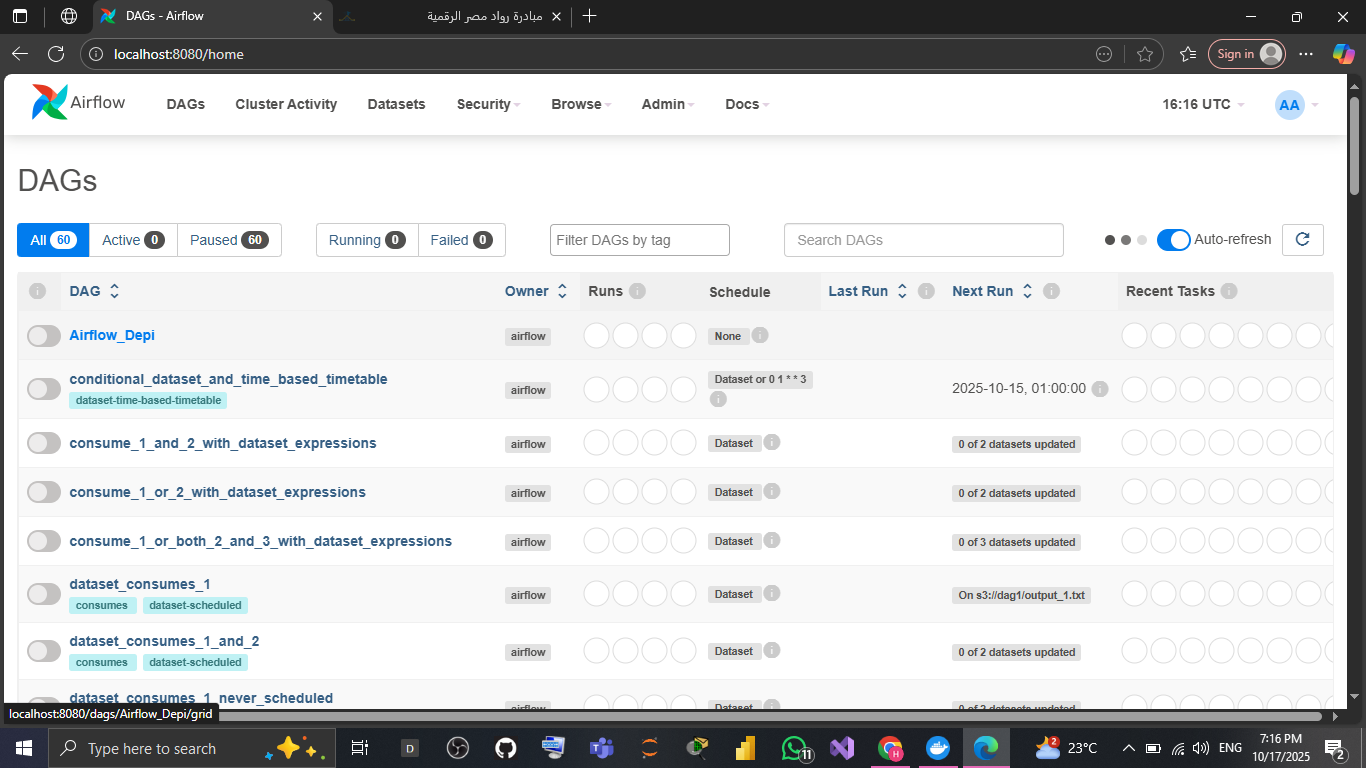 DAGs - Airflow
مبادرة رواد مصر الرقمية
localhost:8080/home
Sign in
Airflow DAGs Cluster Activity Datasets Security Browse Admin Docs 16:16 UTC AA
DAGs
All 60 Active 0 Paused 60 Running 0 Failed 0 Filter DAGs by tag Search DAGs Auto-refresh
DAG Owner Runs Schedule Last Run Next Run Recent Tasks
Airflow_Depi airflow None
conditional_dataset_and_time_based_timetable airflow Dataset or 0 1 * * 3 2025-10-15, 01:00:00
dataset-time-based-timetable
consume_1_and_2_with_dataset_expressions airflow Dataset 0 of 2 datasets updated
consume_1_or_2_with_dataset_expressions airflow Dataset 0 of 2 datasets updated
consume_1_or_both_2_and_3_with_dataset_expressions airflow Dataset 0 of 3 datasets updated
dataset_consumes_1 airflow Dataset On s3://dag1/output_1.txt
consumes dataset-scheduled
dataset_consumes_1_and_2 airflow Dataset 0 of 2 datasets updated
consumes dataset-scheduled
dataset_consumes_1_never_scheduled airflow Dataset 0 of 2 datasets updated
localhost:8080/dags/Airflow_Depi/grid
Type here to search D 11 H 2 23°C ENG 7:16 PM 2
10/17/2025